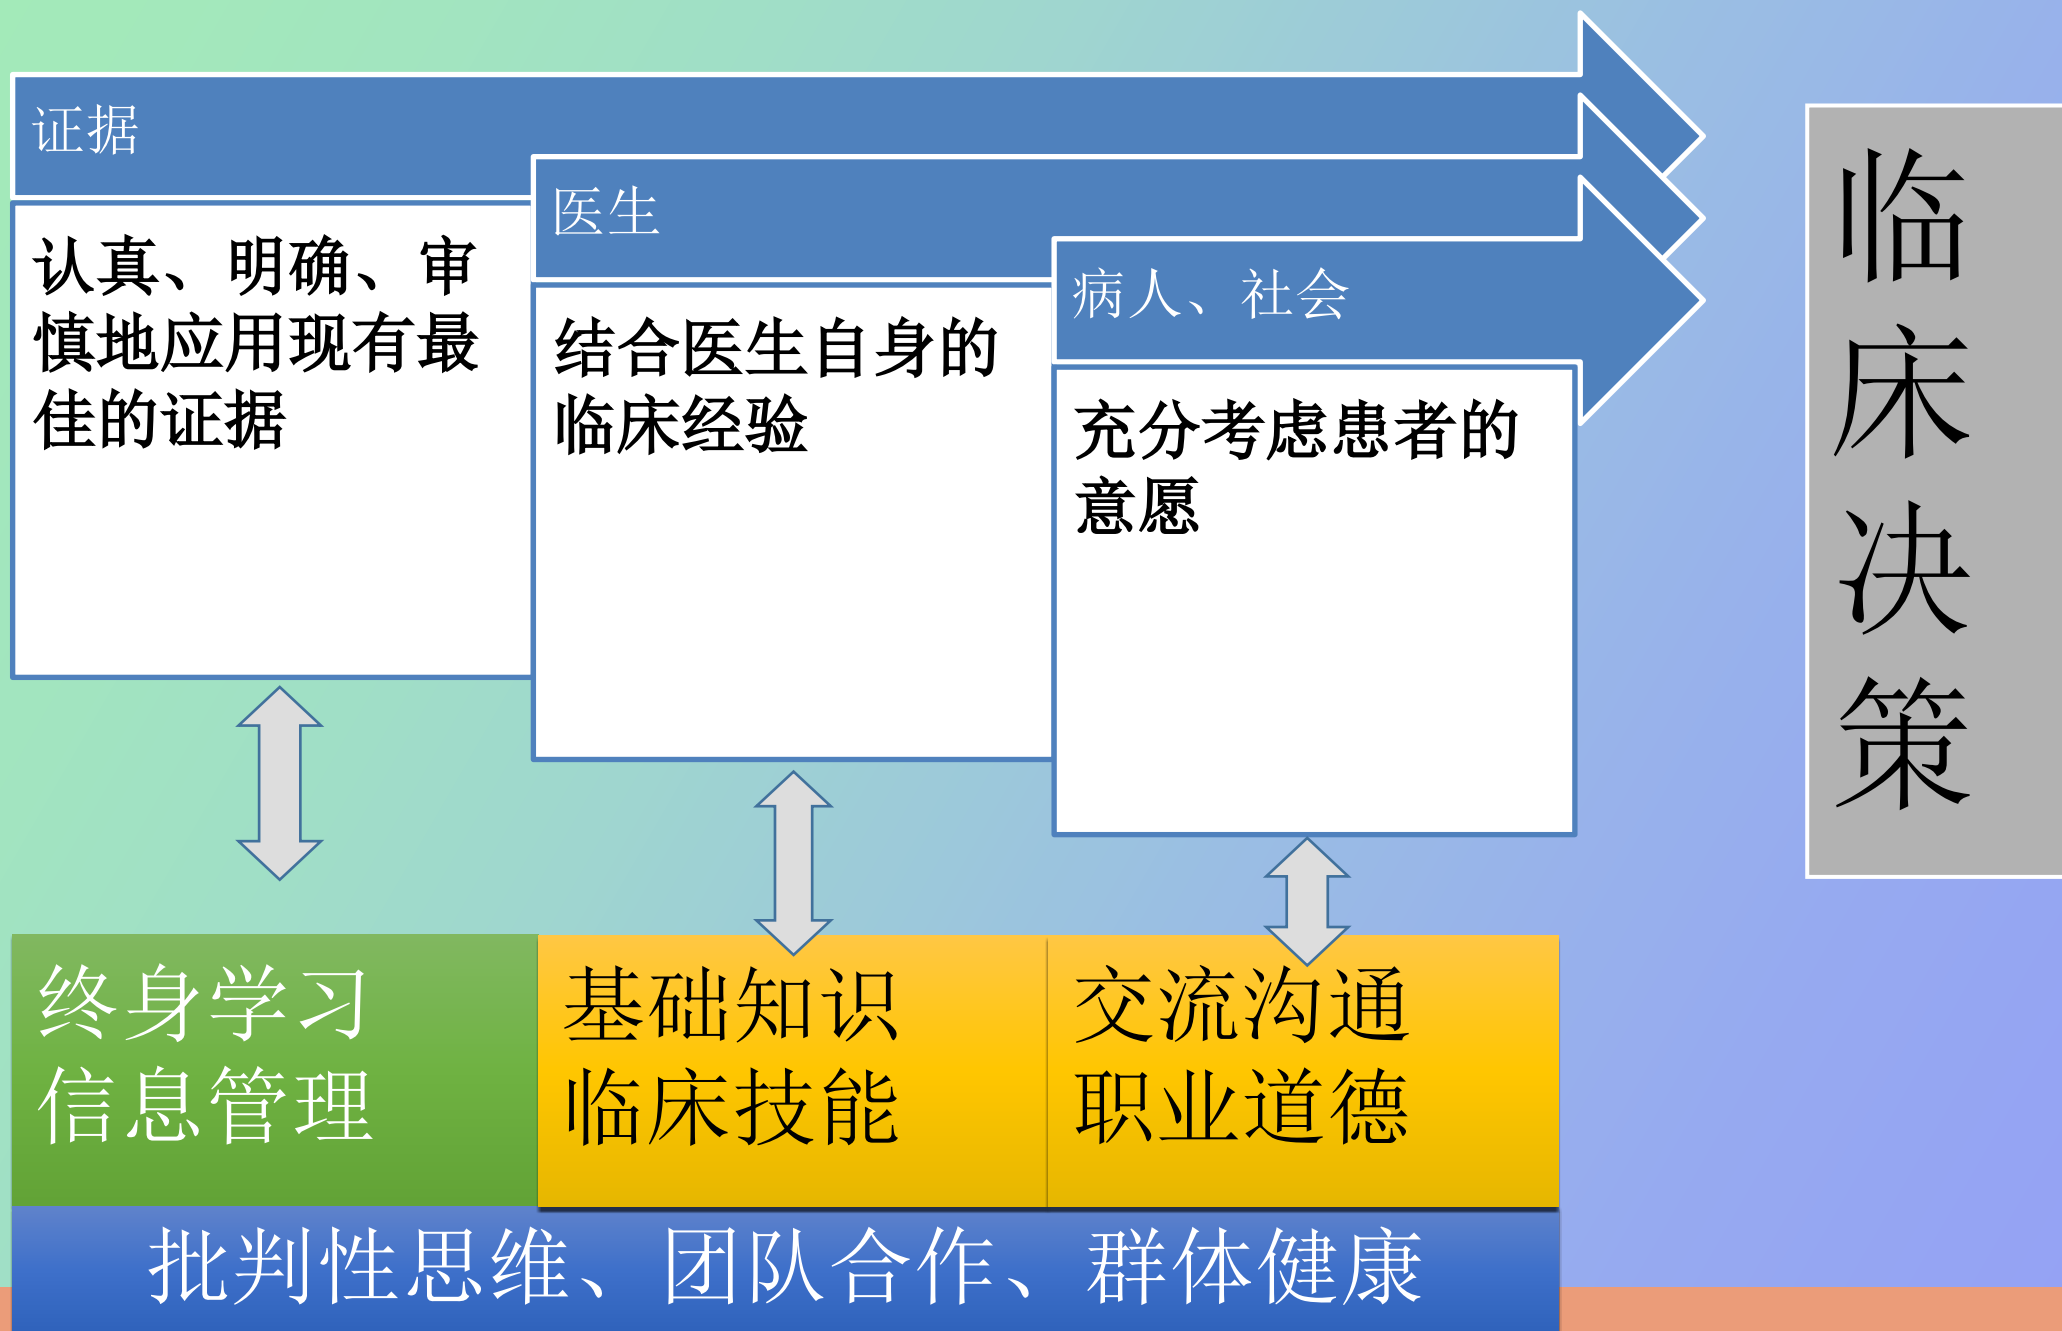 证据
认真、明确、审
慎地应用现有最
佳的证据
医生
结合医生自身的
临床经验
病人、社会
充分考虑患者的
意愿
临
床
决
策
终身学习
信息管理
基础知识
临床技能
交流沟通
职业道德
批判性思维、团队合作、群体健康